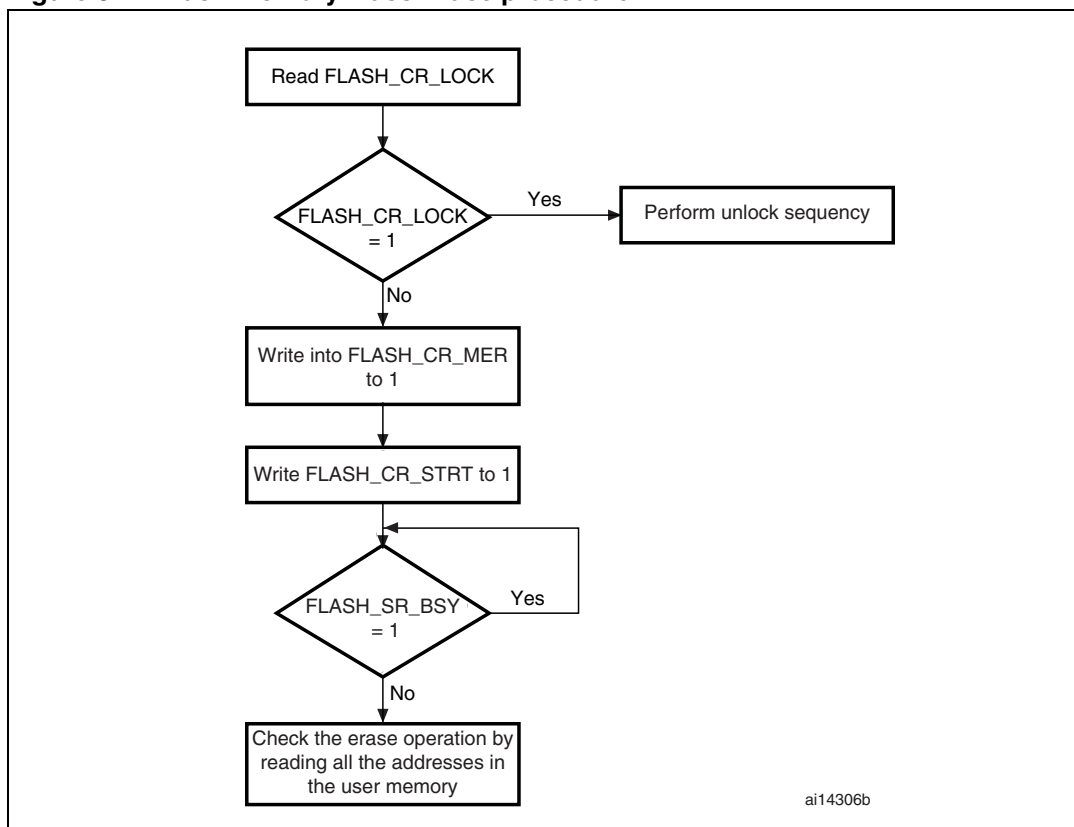 Read FLASH_CR_LOCK
FLASH_CR_LOCK
= 1
Yes
Perform unlock sequency
No
Write into FLASH_CR_MER
to 1
Write FLASH_CR_STRT to 1
FLASH_SR_BSY
= 1
Yes
No
Check the erase operation by
reading all the addresses in
the user memory
ai14306b